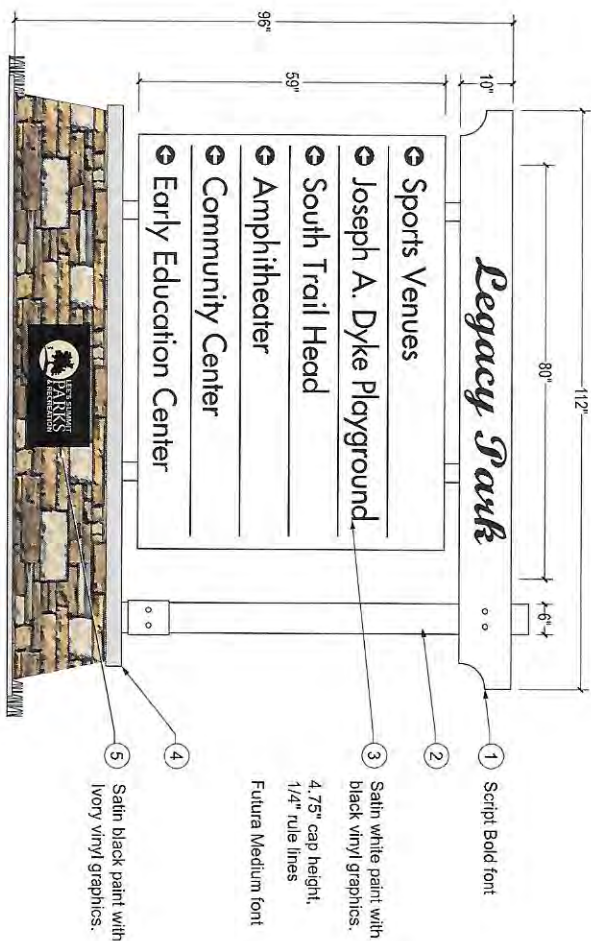 112"
80"
96"
10"
6"
59"
Legacy Park
Sports Venues
Joseph A. Dyke Playground
South Trail Head
Amphitheater
Community Center
Early Education Center
LEE'S SUMMIT
PARKS
& RECREATION
1 Script Bold font
2
3 Satin white paint with
black vinyl graphics.
4.75" cap height,
1/4" rule lines
Futura Medium font
4
5 Satin black paint with
Ivory vinyl graphics.